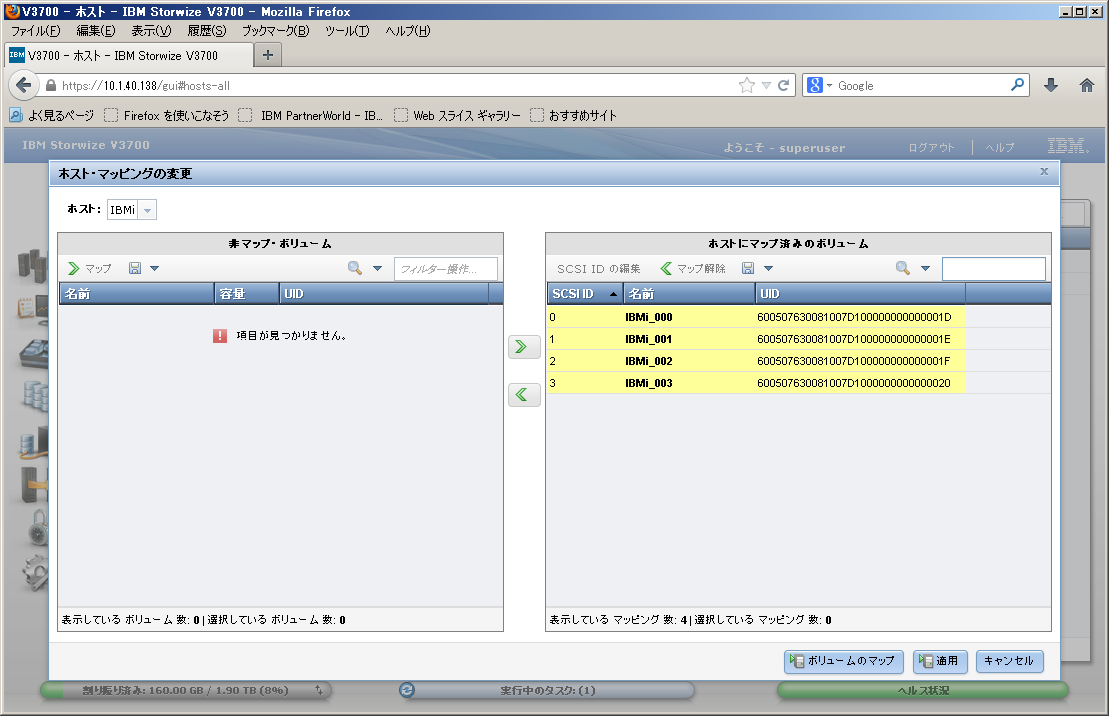 V3700 - ホスト - IBM Storwize V3700 - Mozilla Firefox
ファイル(F) 編集(E) 表示(V) 履歴(S) ブックマーク(B) ツール(T) ヘルプ(H)
IBM V3700 - ホスト - IBM Storwize V3700 +
https://10.1.40.138/gui#hosts-all 8 Google
よく見るページ Firefox を使いこなそう IBM PartnerWorld - IB... Web スライス ギャラリー おすすめサイト
IBM Storwize V3700 ようこそ - superuser ログアウト | ヘルプ IBM.
ホスト・マッピングの変更 x
ホスト: IBMi
非マップ・ボリューム
マップ フィルター操作...
名前 容量 UID
項目が見つかりません。
表示している ボリューム 数: 0 | 選択している ボリューム 数: 0
ホストにマップ済みのボリューム
SCSI ID の編集 マップ解除
SCSI ID 名前 UID
0 IBMi_000 600507630081007D100000000000001D
1 IBMi_001 600507630081007D100000000000001E
2 IBMi_002 600507630081007D100000000000001F
3 IBMi_003 600507630081007D1000000000000020
表示している マッピング 数: 4 | 選択している マッピング 数: 0
ボリュームのマップ 適用 キャンセル
割り振り済み: 160.00 GB / 1.90 TB (8%) 実行中のタスク: (1) ヘルス状況